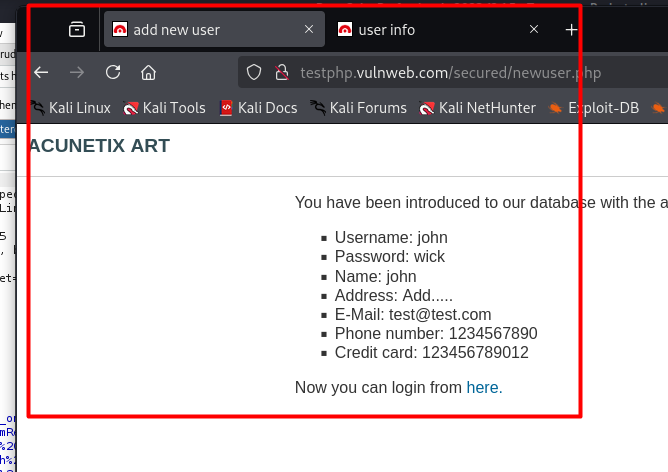 add new user
user info
testphp.vulnweb.com/secured/newuser.php
Kali Linux Kali Tools Kali Docs Kali Forums Kali NetHunter Exploit-DB
ACUNETIX ART
You have been introduced to our database with the a
Username: john
Password: wick
Name: john
Address: Add.....
E-Mail: test@test.com
Phone number: 1234567890
Credit card: 123456789012
Now you can login from here.